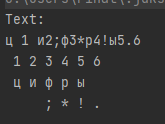 Text:
ц 1 и2;ф3*р4!ы5.6
1 2 3 4 5 6
ц и ф р ы
; * ! .